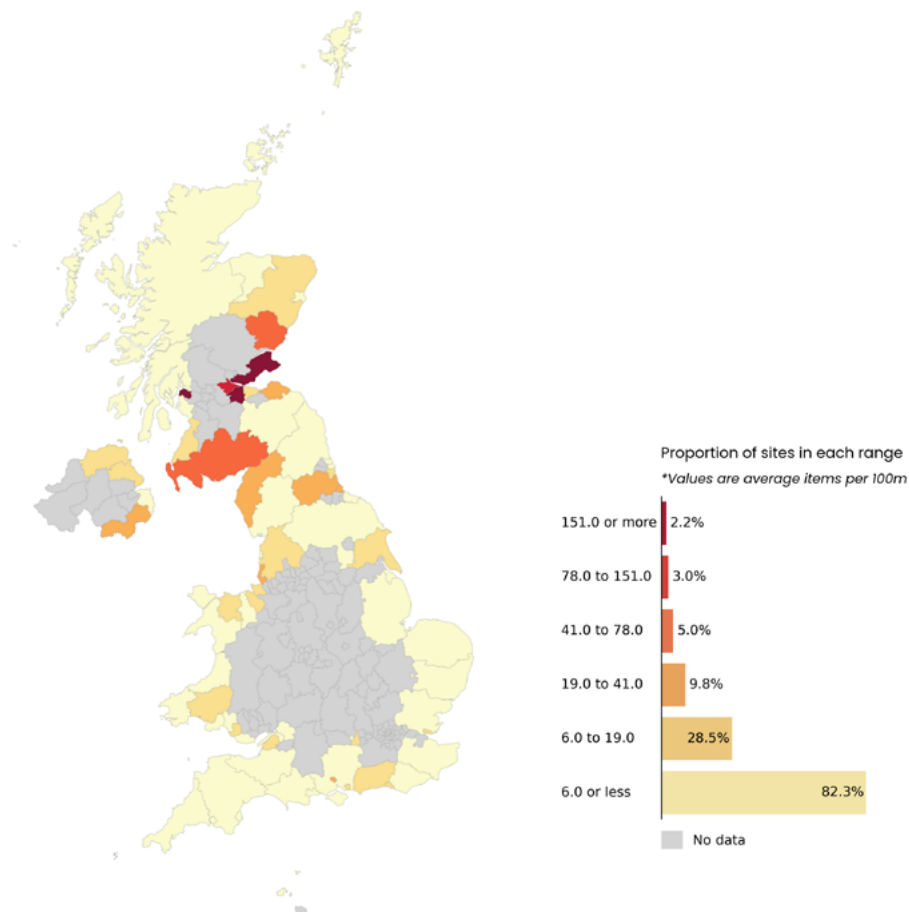 Proportion of sites in each range
*Values are average items per 100m
151.0 or more 2.2%
78.0 to 151.0 3.0%
41.0 to 78.0 5.0%
19.0 to 41.0 9.8%
6.0 to 19.0 28.5%
6.0 or less 82.3%
No data